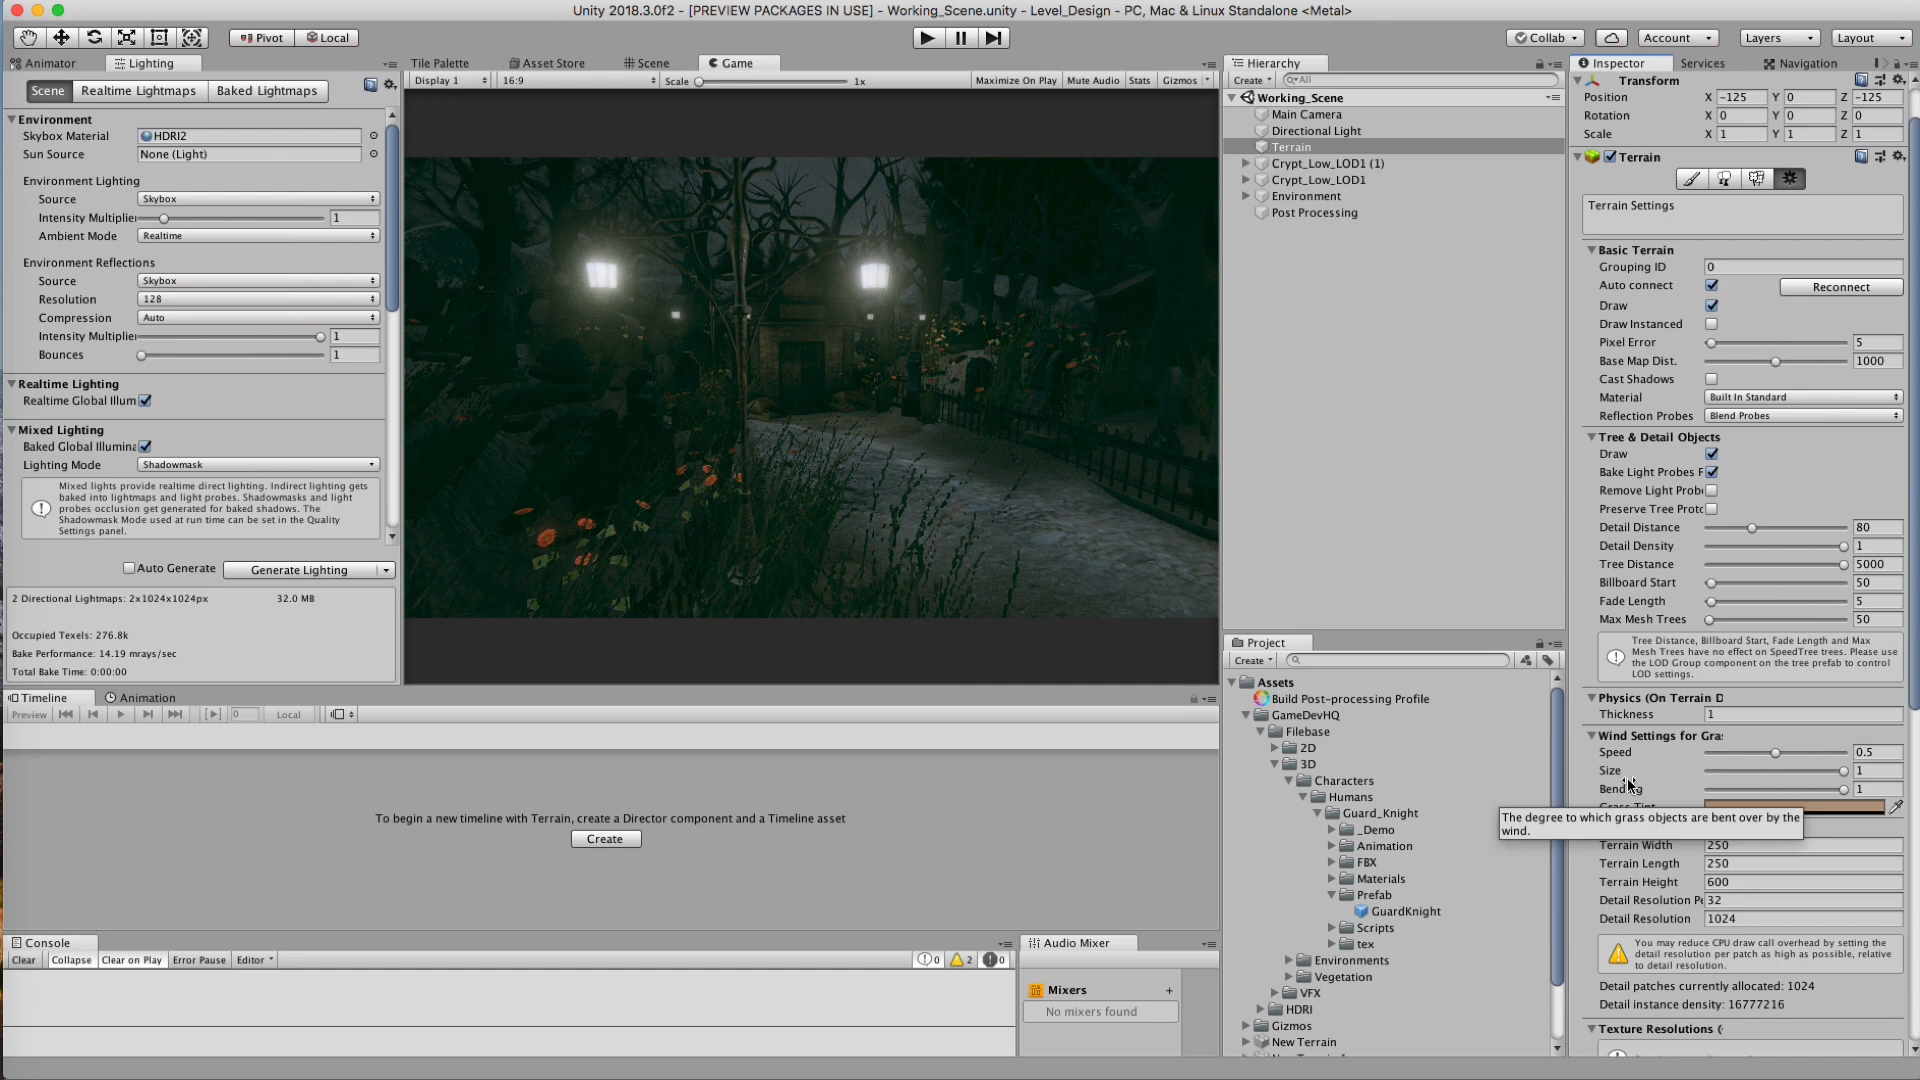 Unity 2018.3.0f2 - [PREVIEW PACKAGES IN USE] - Working_Scene.unity - Level_Design - PC, Mac & Linux Standalone <Metal>
Pivot
Local
Collab
Account
Layers
Layout
Animator
Lighting
Scene
Realtime Lightmaps
Baked Lightmaps
Environment
Skybox Material
HDRI2
Sun Source
None (Light)
Environment Lighting
Source
Skybox
Intensity Multiplier
1
Ambient Mode
Realtime
Environment Reflections
Source
Skybox
Resolution
128
Compression
Auto
Intensity Multiplier
1
Bounces
1
Realtime Lighting
Realtime Global Illum
Mixed Lighting
Baked Global Illumina
Lighting Mode
Shadowmask
Mixed lights provide realtime direct lighting. Indirect lighting gets
baked into lightmaps and light probes. Shadowmasks and light
probes occlusion get generated for baked shadows. The
Shadowmask Mode used at run time can be set in the Quality
Settings panel.
Auto Generate
Generate Lighting
2 Directional Lightmaps: 2x1024x1024px
32.0 MB
Occupied Texels: 276.8k
Bake Performance: 14.19 mrays/sec
Total Bake Time: 0:00:00
Tile Palette
Asset Store
Scene
Game
Display 1
16:9
Scale
1x
Maximize On Play
Mute Audio
Stats
Gizmos
Timeline
Animation
Preview
0
Local
To begin a new timeline with Terrain, create a Director component and a Timeline asset
Create
Console
Clear
Collapse
Clear on Play
Error Pause
Editor
0
2
0
Audio Mixer
Mixers
+
No mixers found
Hierarchy
Create
All
Working_Scene
Main Camera
Directional Light
Terrain
Crypt_Low_LOD1 (1)
Crypt_Low_LOD1
Environment
Post Processing
Project
Create
Assets
Build Post-processing Profile
GameDevHQ
Filebase
2D
3D
Characters
Humans
Guard_Knight
_Demo
Animation
FBX
Materials
Prefab
GuardKnight
Scripts
tex
Environments
Vegetation
VFX
HDRI
Gizmos
New Terrain
Inspector
Services
Navigation
Transform
Position
X -125 Y 0 Z -125
Rotation
X 0 Y 0 Z 0
Scale
X 1 Y 1 Z 1
Terrain
Terrain Settings
Basic Terrain
Grouping ID
0
Auto connect
Reconnect
Draw
Draw Instanced
Pixel Error
5
Base Map Dist.
1000
Cast Shadows
Material
Built In Standard
Reflection Probes
Blend Probes
Tree & Detail Objects
Draw
Bake Light Probes F
Remove Light Prob
Preserve Tree Proto
Detail Distance
80
Detail Density
1
Tree Distance
5000
Billboard Start
50
Fade Length
5
Max Mesh Trees
50
Tree Distance, Billboard Start, Fade Length and Max
Mesh Trees have no effect on SpeedTree trees. Please use
the LOD Group component on the tree prefab to control
LOD settings.
Physics (On Terrain D
Thickness
1
Wind Settings for Gra
Speed
0.5
Size
1
Bending
1
The degree to which grass objects are bent over by the
wind.
Terrain Width
250
Terrain Length
250
Terrain Height
600
Detail Resolution Pe
32
Detail Resolution
1024
You may reduce CPU draw call overhead by setting the
detail resolution per patch as high as possible, relative
to detail resolution.
Detail patches currently allocated: 1024
Detail instance density: 16777216
Texture Resolutions (